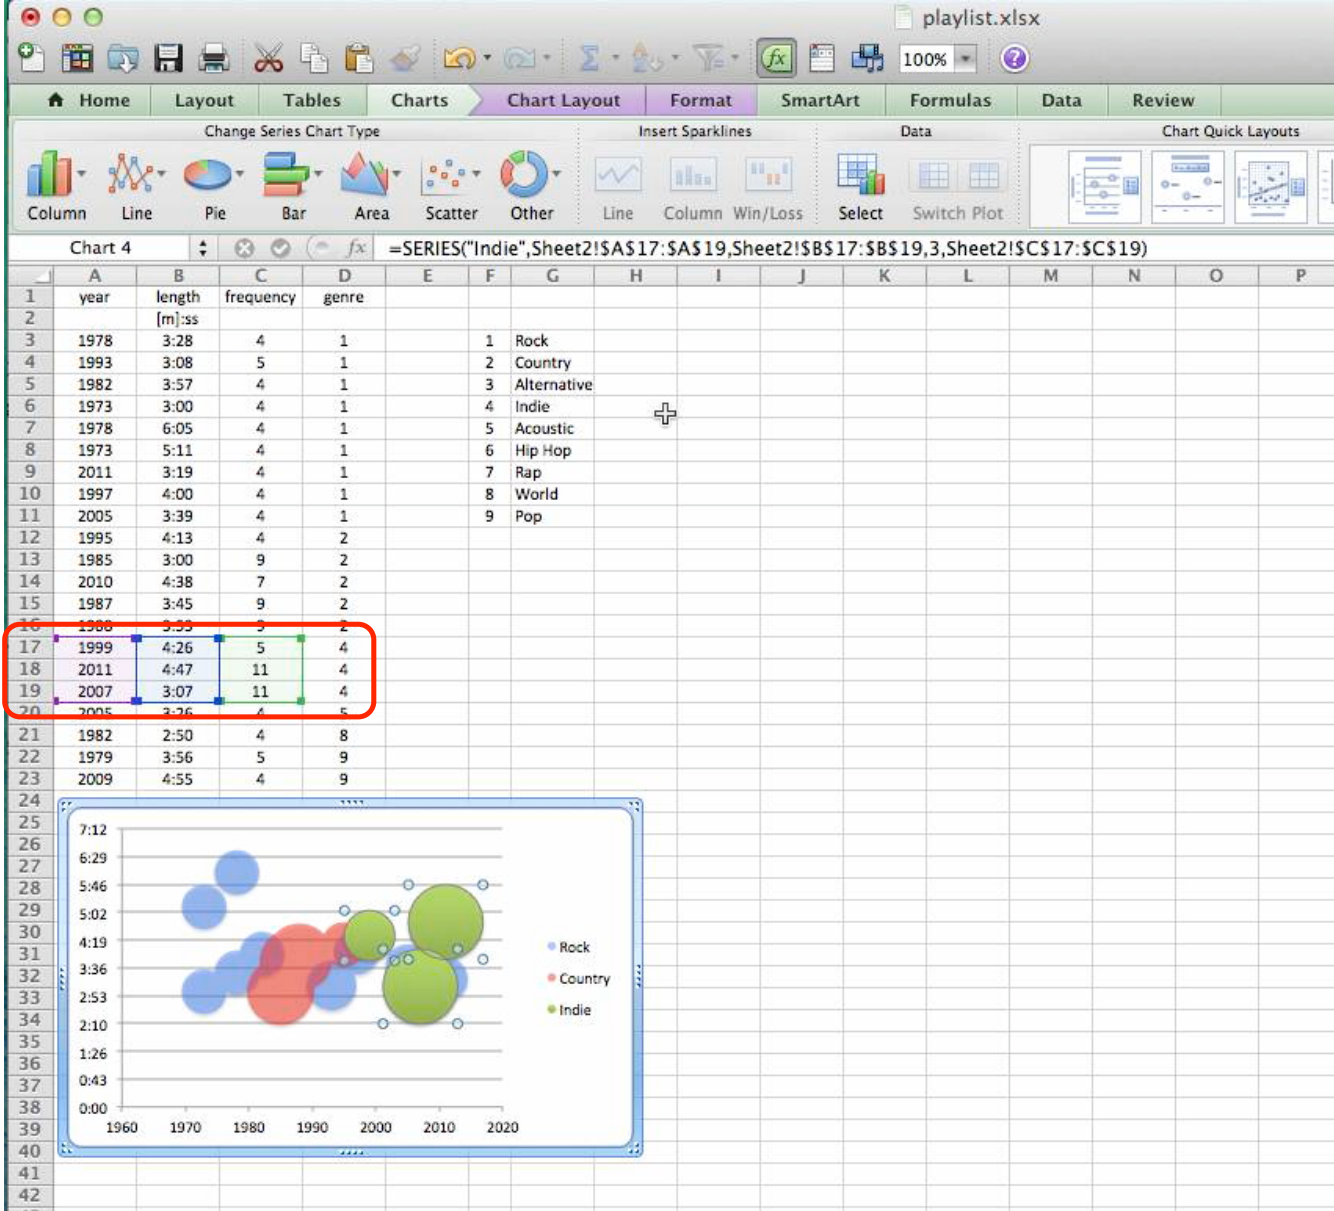 playlist.xlsx
100%
Home Layout Tables Charts Chart Layout Format SmartArt Formulas Data Review
Change Series Chart Type Insert Sparklines Data Chart Quick Layouts
Column Line Pie Bar Area Scatter Other Line Column Win/Loss Select Switch Plot
Chart 4 fx =SERIES("Indie",Sheet2!$A$17:$A$19,Sheet2!$B$17:$B$19,3,Sheet2!$C$17:$C$19)
A B C D E F G H I J K L M N O P
1 year length frequency genre
2 [m]:ss
3 1978 3:28 4 1 1 Rock
4 1993 3:08 5 1 2 Country
5 1982 3:57 4 1 3 Alternative
6 1973 3:00 4 1 4 Indie
7 1978 6:05 4 1 5 Acoustic
8 1973 5:11 4 1 6 Hip Hop
9 2011 3:19 4 1 7 Rap
10 1997 4:00 4 1 8 World
11 2005 3:39 4 1 9 Pop
12 1995 4:13 4 2
13 1985 3:00 9 2
14 2010 4:38 7 2
15 1987 3:45 9 2
16 1988 9 2
17 1999 4:26 5 4
18 2011 4:47 11 4
19 2007 3:07 11 4
20 2005 3:26 4 5
21 1982 2:50 4 8
22 1979 3:56 5 9
23 2009 4:55 4 9
24
25
26
27
28
29
30
31
32
33
34
35
36
37
38
39
40
41
42
7:12
6:29
5:46
5:02
4:19
3:36
2:53
2:10
1:26
0:43
0:00
1960 1970 1980 1990 2000 2010 2020
Rock
Country
Indie